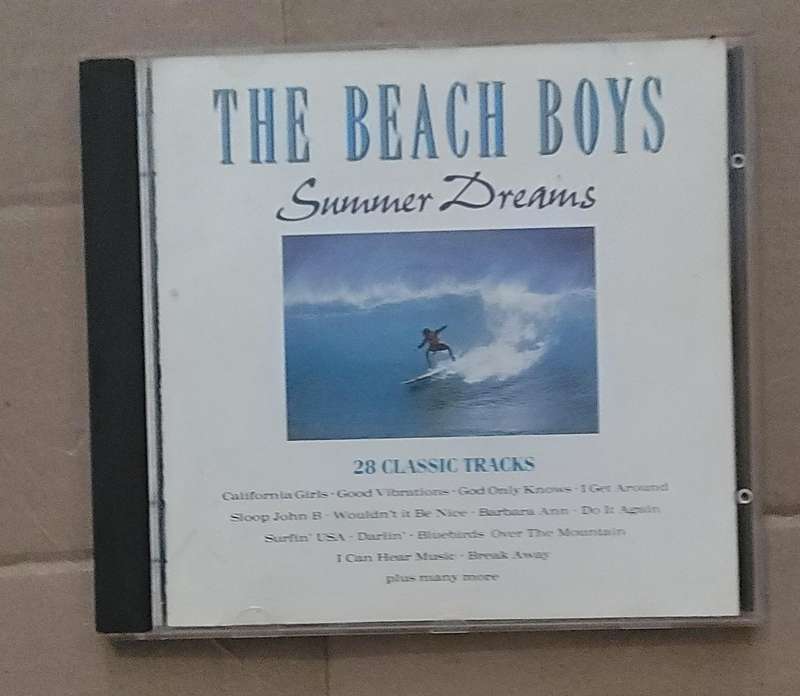 THE BEACH BOYS
Summer Dreams
28 CLASSIC TRACKS
California Girls · Good Vibrations · God Only Knows · I Get Around
Sloop John B · Wouldn't it Be Nice · Barbara Ann · Do It Again
Surfin' USA · Darlin' · Bluebirds Over The Mountain
I Can Hear Music · Break Away
plus many more